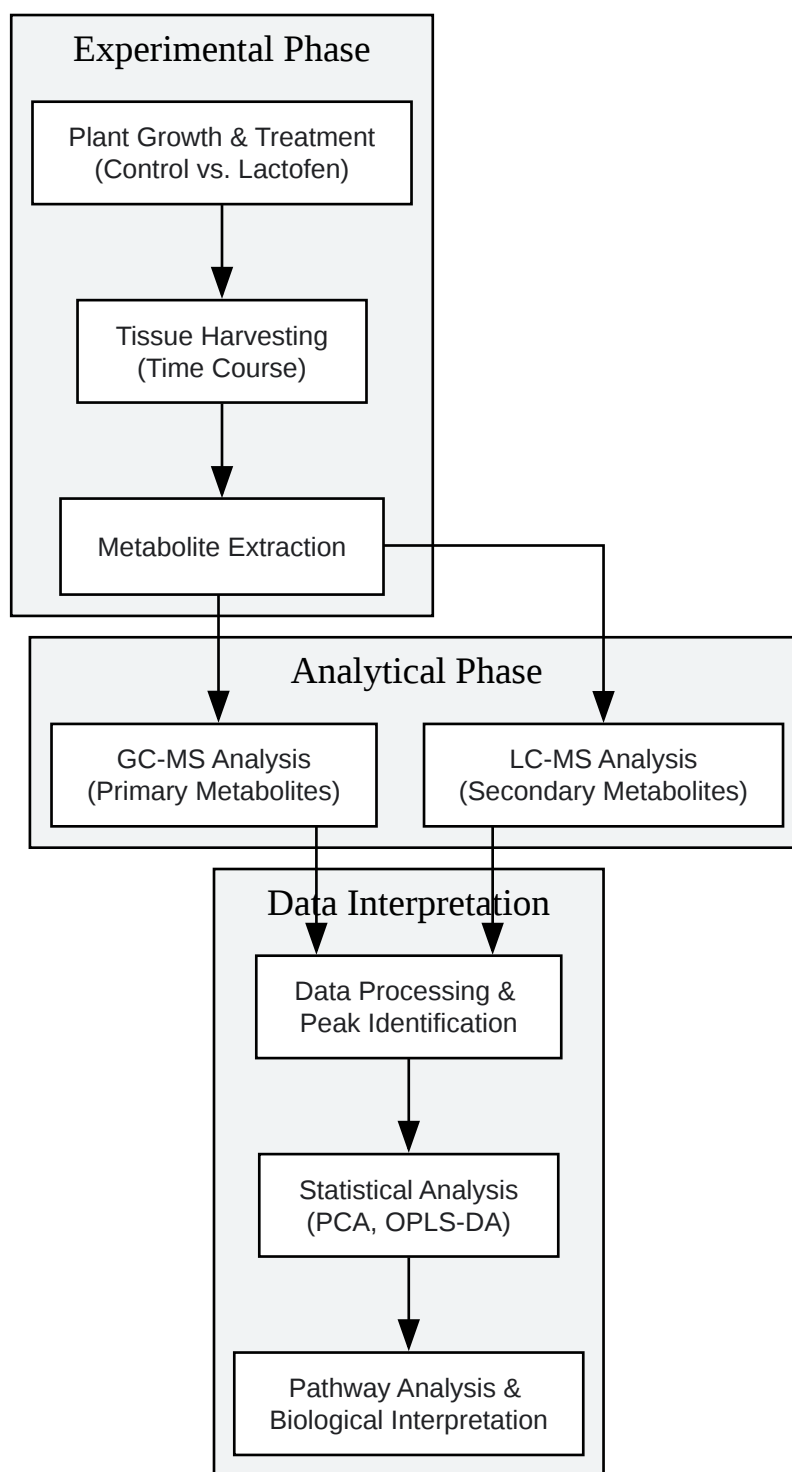 Experimental Phase
Plant Growth & Treatment
(Control vs. Lactofen)
Tissue Harvesting
(Time Course)
Metabolite Extraction
Analytical Phase
GC-MS Analysis
(Primary Metabolites)
LC-MS Analysis
(Secondary Metabolites)
Data Interpretation
Data Processing &
Peak Identification
Statistical Analysis
(PCA, OPLS-DA)
Pathway Analysis &
Biological Interpretation